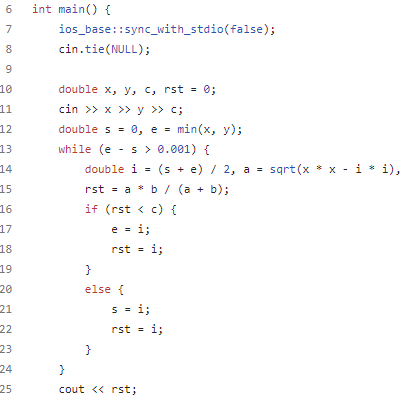 6 int main() {
7 ios_base::sync_with_stdio(false);
8 cin.tie(NULL);
9
10 double x, y, c, rst = 0;
11 cin >> x >> y >> c;
12 double s = 0, e = min(x, y);
13 while (e - s > 0.001) {
14 double i = (s + e) / 2, a = sqrt(x * x - i * i),
15 rst = a * b / (a + b);
16 if (rst < c) {
17 e = i;
18 rst = i;
19 }
20 else {
21 s = i;
22 rst = i;
23 }
24 }
25 cout << rst;